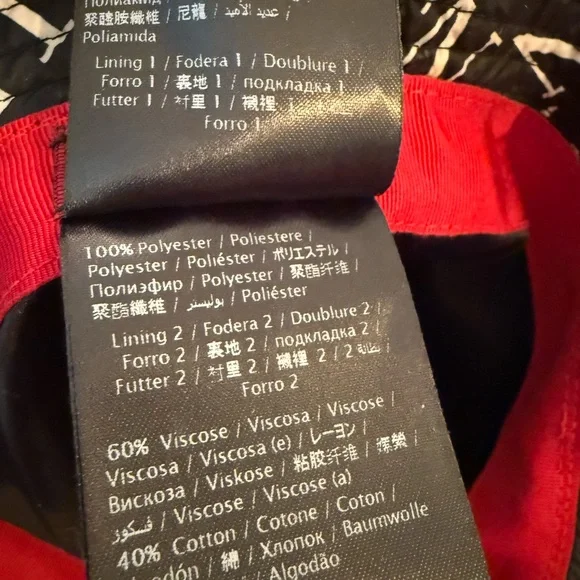 聚醯胺纖維 / 尼龍 /
Poliamida
Lining 1 / Fodera 1 / Doublure 1 /
Forro 1 / 裏地 1 / подкладка 1 /
Futter 1 / 衬里 1 / 襯裡 1 /
Forro 1
100% Polyester / Poliestere /
Polyester / Poliéster / ポリエステル /
Полиэфир / Polyester / 聚酯纤维 /
聚酯纖維 / بوليستر / Poliéster
Lining 2 / Fodera 2 / Doublure 2 /
Forro 2 / 裏地 2 / подкладка 2 /
Futter 2 / 衬里 2 / 襯裡 2 / 2 بطانة /
Forro 2
60% Viscose / Viscosa / Viscose /
Viscosa / Viscosa (e) / レーヨン /
Вискоза / Viskose / 粘胶纤维 /
فسكوز / Viscose / Viscose (a)
40% Cotton / Cotone / Coton /
/ 綿 / Хлопок / Baumwolle
/ Algodão